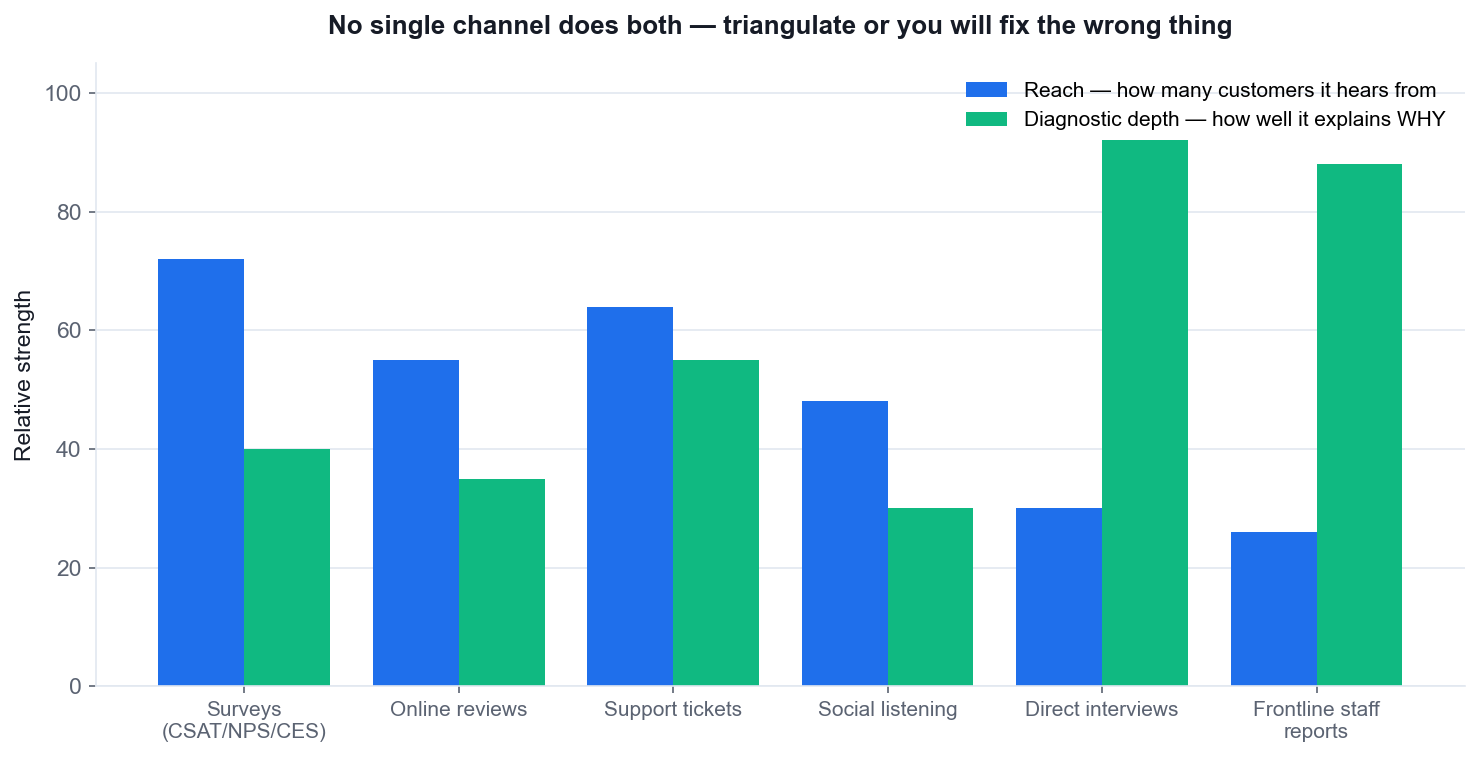 No single channel does both — triangulate or you will fix the wrong thing
Reach — how many customers it hears from
Diagnostic depth — how well it explains WHY
Relative strength
100
80
60
40
20
0
Surveys
(CSAT/NPS/CES)
Online reviews
Support tickets
Social listening
Direct interviews
Frontline staff
reports